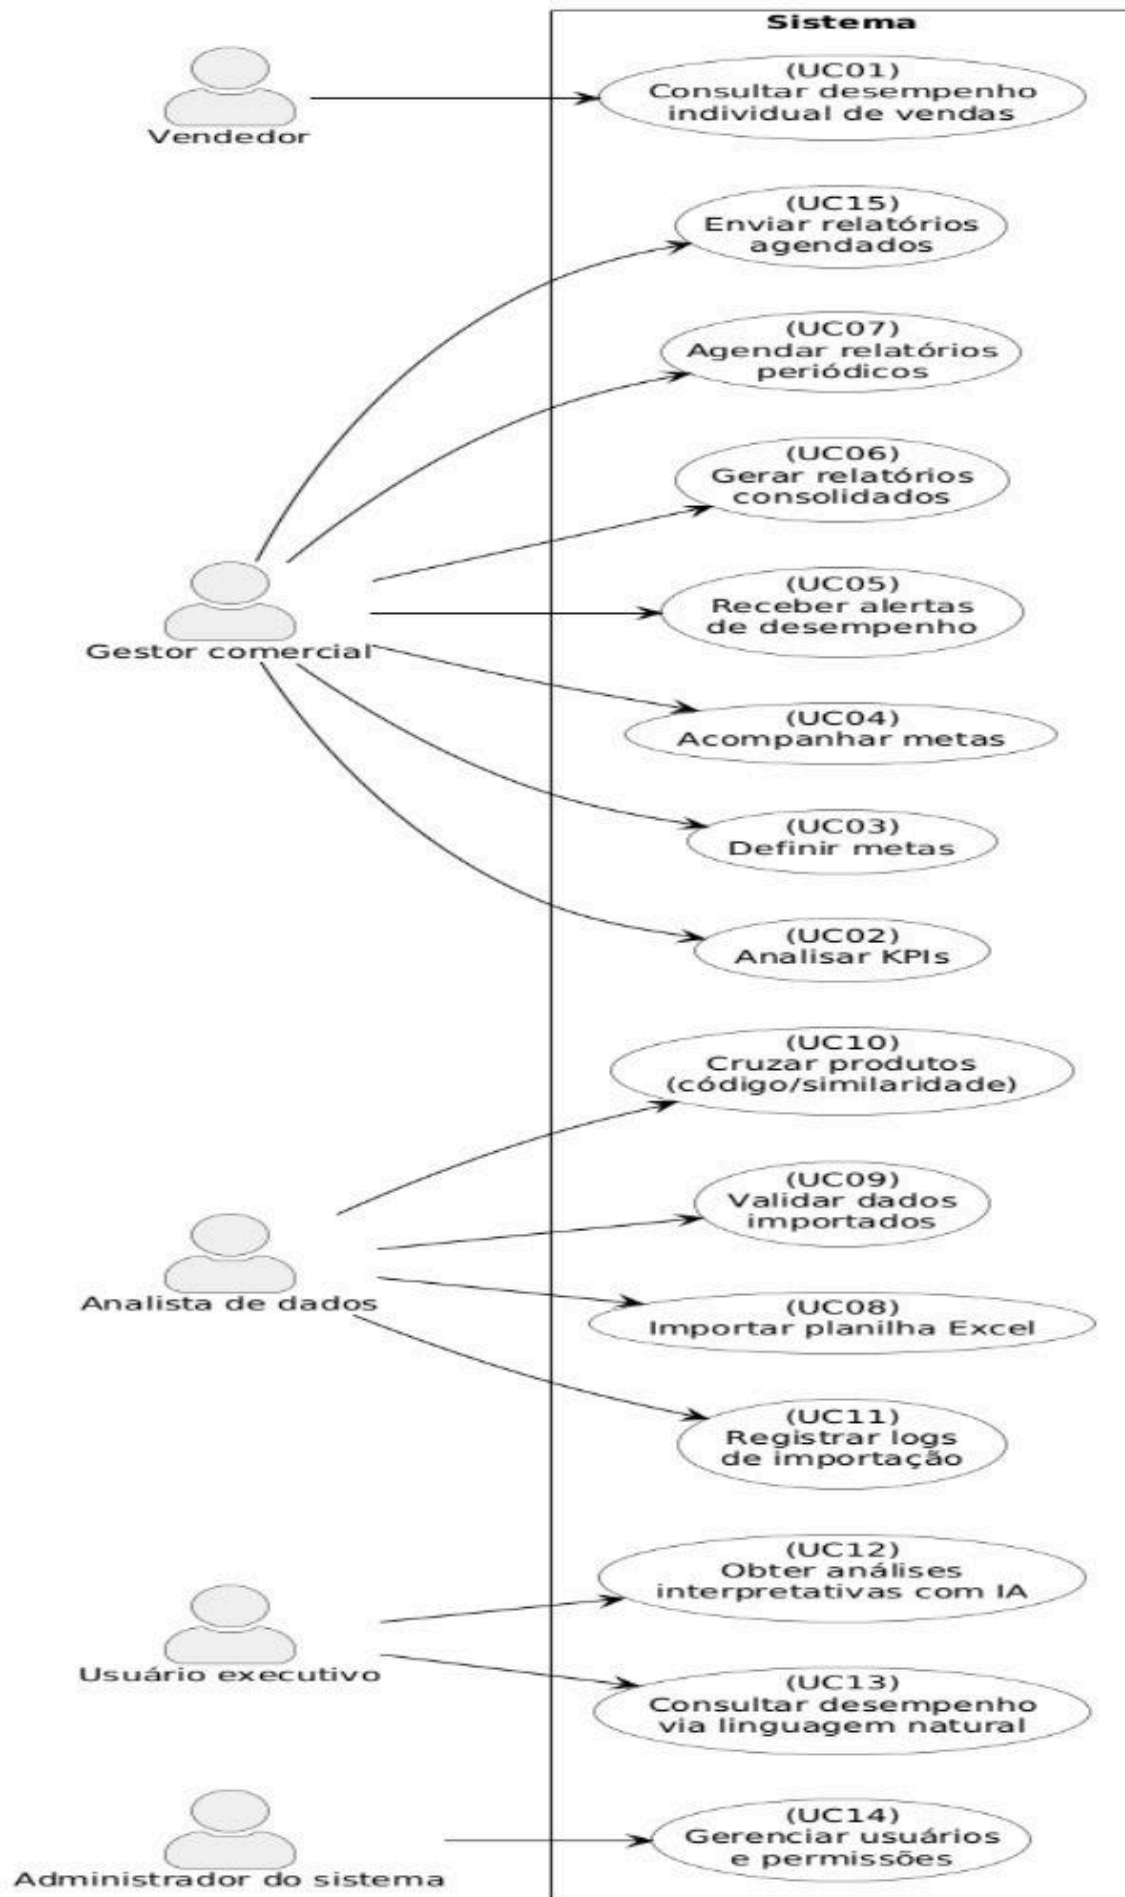 Sistema
Vendedor
(UC01)
Consultar desempenho
individual de vendas
(UC15)
Enviar relatórios
agendados
(UC07)
Agendar relatórios
periódicos
(UC06)
Gerar relatórios
consolidados
(UC05)
Receber alertas
de desempenho
Gestor comercial
(UC04)
Acompanhar metas
(UC03)
Definir metas
(UC02)
Analisar KPIs
(UC10)
Cruzar produtos
(código/similaridade)
(UC09)
Validar dados
importados
Analista de dados
(UC08)
Importar planilha Excel
(UC11)
Registrar logs
de importação
(UC12)
Obter análises
interpretativas com IA
Usuário executivo
(UC13)
Consultar desempenho
via linguagem natural
(UC14)
Gerenciar usuários
e permissões
Administrador do sistema